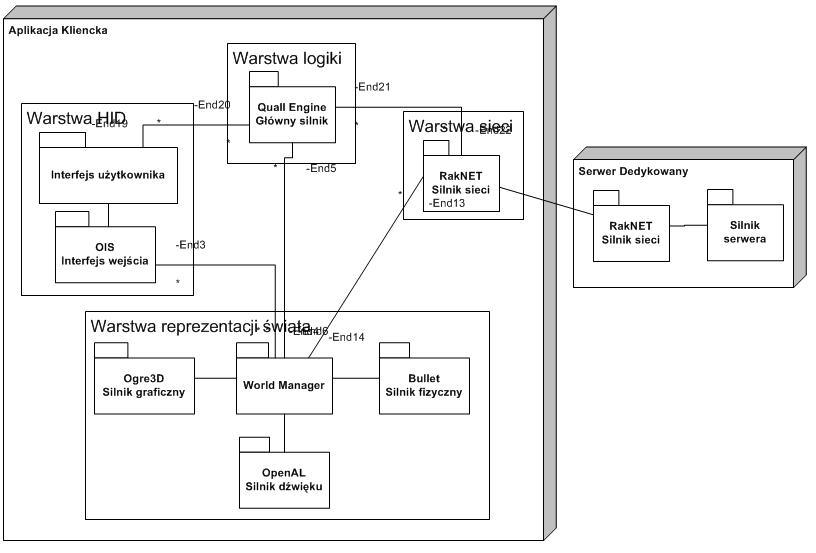 Aplikacja Kliencka
Warstwa logiki
Quall Engine
Główny silnik
-End21
*
-End20
*
*
*
-End5
Warstwa HID
-End19
Interfejs użytkownika
OIS
Interfejs wejścia
-End3
*
Warstwa sieci
-End22
RakNET
Silnik sieci
-End13
*
Serwer Dedykowany
RakNET
Silnik sieci
Silnik
serwera
Warstwa reprezentacji świata
-End4
-End6
-End14
Ogre3D
Silnik graficzny
World Manager
Bullet
Silnik fizyczny
OpenAL
Silnik dźwięku